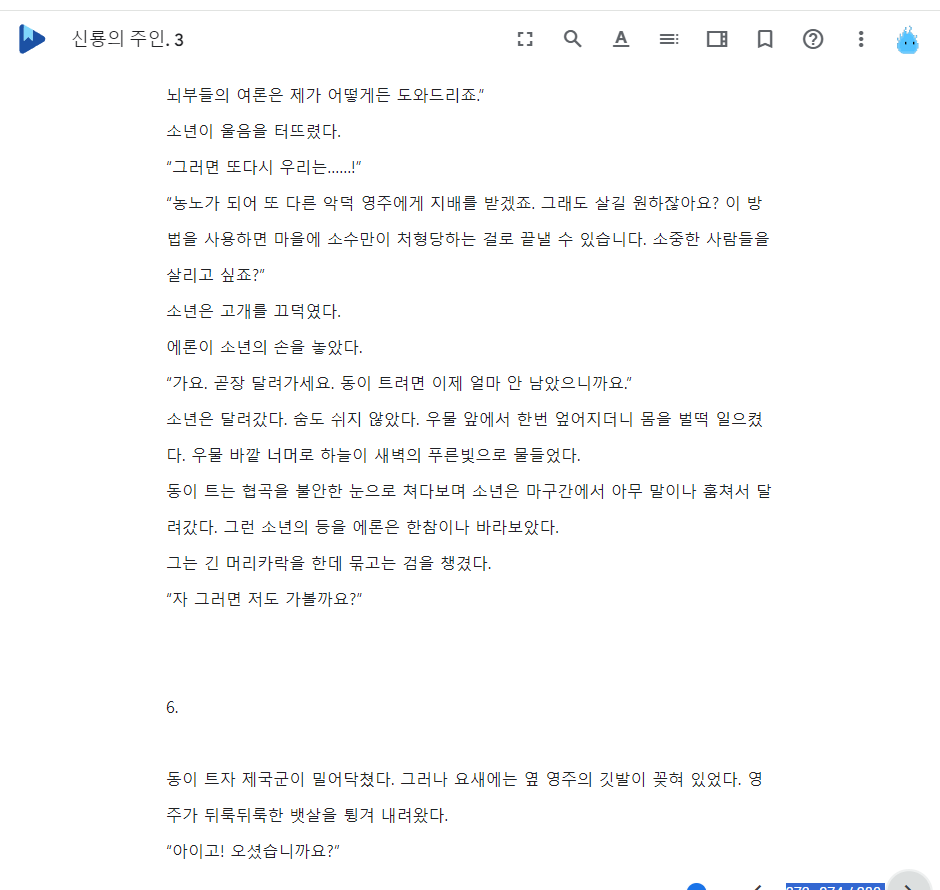 신룡의 주인. 3
뇌부들의 여론은 제가 어떻게든 도와드리죠.”
소년이 울음을 터뜨렸다.
“그러면 또다시 우리는......!”
“농노가 되어 또 다른 악덕 영주에게 지배를 받겠죠. 그래도 살길 원하잖아요? 이 방
법을 사용하면 마을에 소수만이 처형당하는 걸로 끝낼 수 있습니다. 소중한 사람들을
살리고 싶죠?”
소년은 고개를 끄덕였다.
에론이 소년의 손을 놓았다.
“가요. 곧장 달려가세요. 동이 트려면 이제 얼마 안 남았으니까요.”
소년은 달려갔다. 숨도 쉬지 않았다. 우물 앞에서 한번 엎어지더니 몸을 벌떡 일으켰
다. 우물 바깥 너머로 하늘이 새벽의 푸른빛으로 물들었다.
동이 트는 협곡을 불안한 눈으로 쳐다보며 소년은 마구간에서 아무 말이나 훔쳐서 달
려갔다. 그런 소년의 등을 에론은 한참이나 바라보았다.
그는 긴 머리카락을 한데 묶고는 검을 챙겼다.
“자 그러면 저도 가볼까요?”
6.
동이 트자 제국군이 밀어닥쳤다. 그러나 요새에는 옆 영주의 깃발이 꽂혀 있었다. 영
주가 뒤룩뒤룩한 뱃살을 튕겨 내려왔다.
“아이고! 오셨습니까요?”